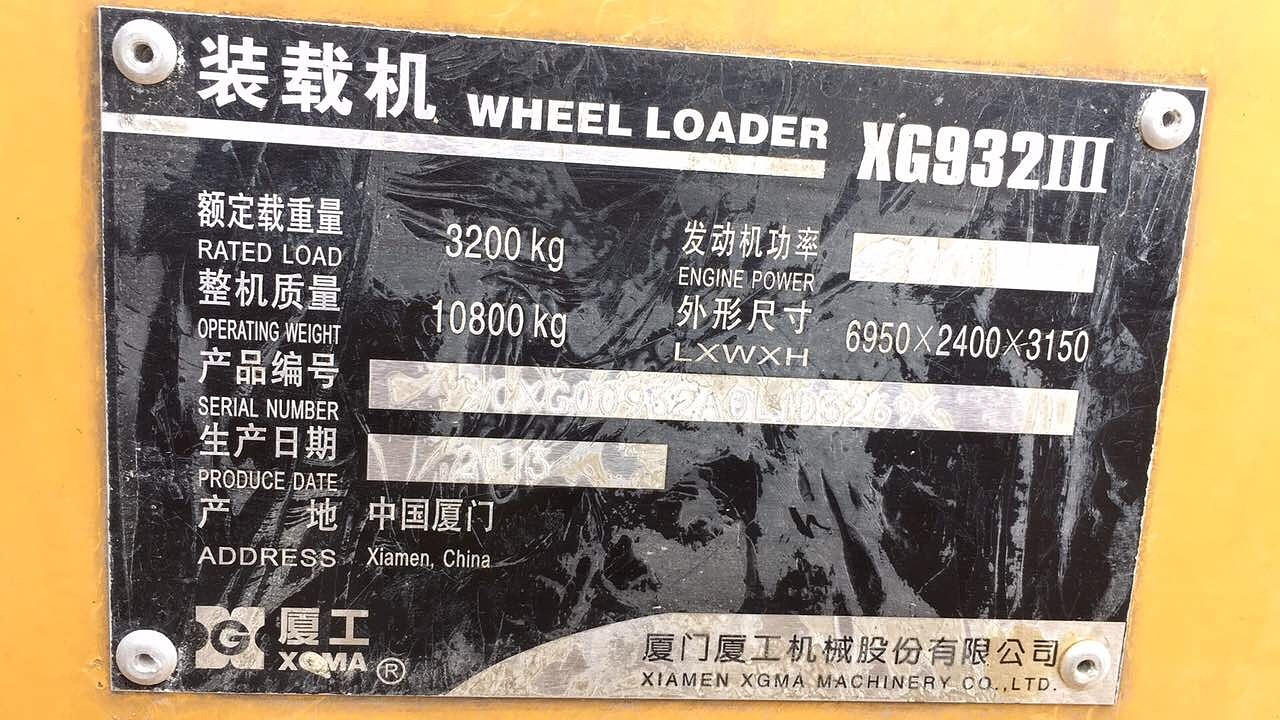 装载机 WHEEL LOADER XG932III
额定载重量 3200 kg 发动机功率
RATED LOAD ENGINE POWER
整机质量 10800 kg 外形尺寸 6950×2400×3150
OPERATING WEIGHT LXWXH
产品编号
SERIAL NUMBER
生产日期 2013
PRODUCE DATE
产 地 中国厦门
ADDRESS Xiamen, China
G 厦工
XGMA ®
厦门厦工机械股份有限公司
XIAMEN XGMA MACHINERY CO.,LTD.